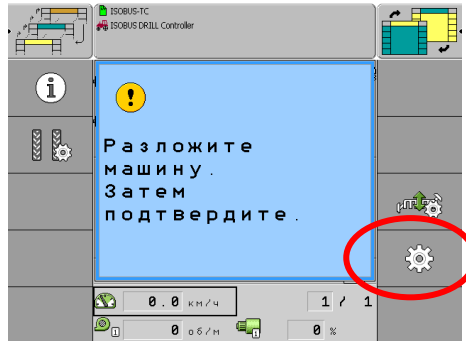 ISOBUS-TC
ISOBUS DRILL Controller
Разложите
машину.
Затем
подтвердите.
0.0 км/ч
1 / 1
0 об/м
0 %